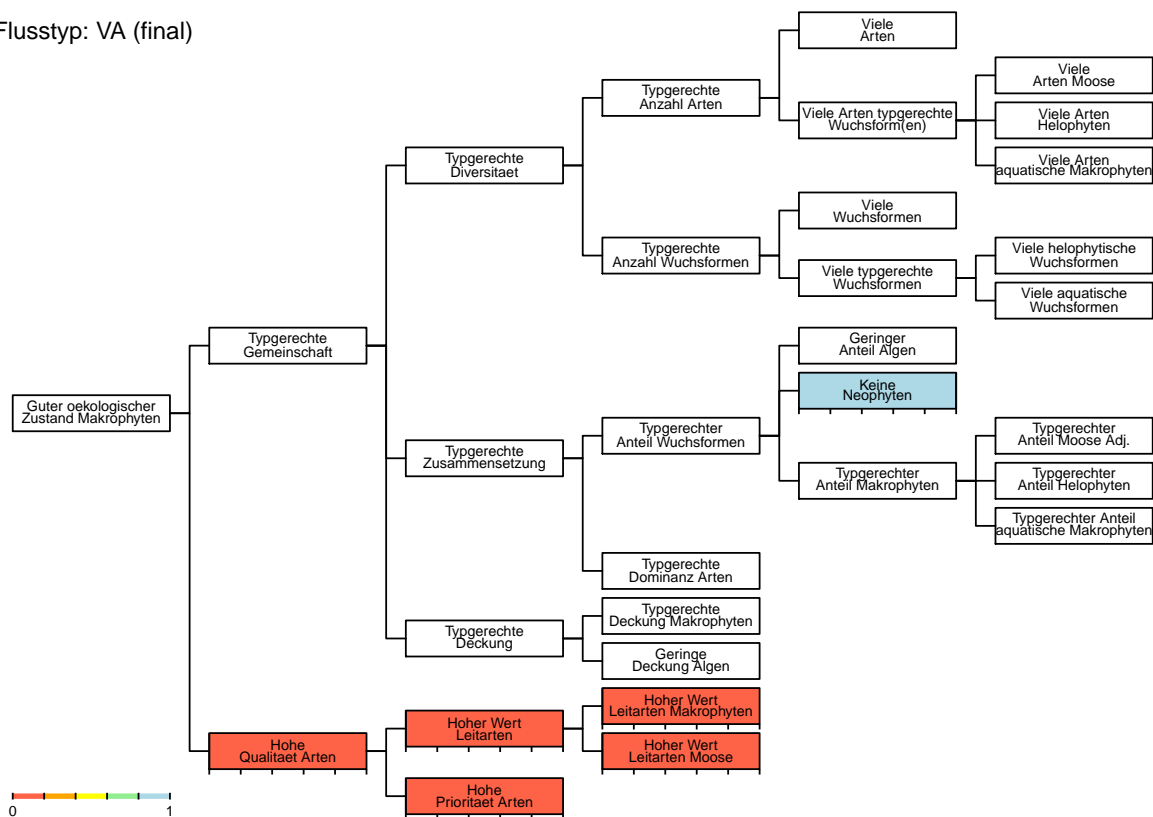 Flusstyp: VA (final)
Viele
Arten
Typgerechte
Anzahl Arten
Viele
Arten Moose
Viele Arten typgerechte
Wuchsform(en)
Viele Arten
Helophyten
Viele Arten
aquatische Makrophyten
Typgerechte
Diversitaet
Viele
Wuchsformen
Typgerechte
Anzahl Wuchsformen
Viele helophytische
Wuchsformen
Viele typgerechte
Wuchsformen
Viele aquatische
Wuchsformen
Typgerechte
Gemeinschaft
Geringer
Anteil Algen
Keine
Neophyten
Guter oekologischer
Zustand Makrophyten
Typgerechter
Anteil Wuchsformen
Typgerechter
Anteil Moose Adj.
Typgerechte
Zusammensetzung
Typgerechter
Anteil Makrophyten
Typgerechter
Anteil Helophyten
Typgerechter Anteil
aquatische Makrophyten
Typgerechte
Dominanz Arten
Typgerechte
Deckung Makrophyten
Typgerechte
Deckung
Geringe
Deckung Algen
Hoher Wert
Leitarten Makrophyten
Hoher Wert
Leitarten
Hohe
Qualitaet Arten
Hoher Wert
Leitarten Moose
Hohe
Prioritaet Arten
0 1